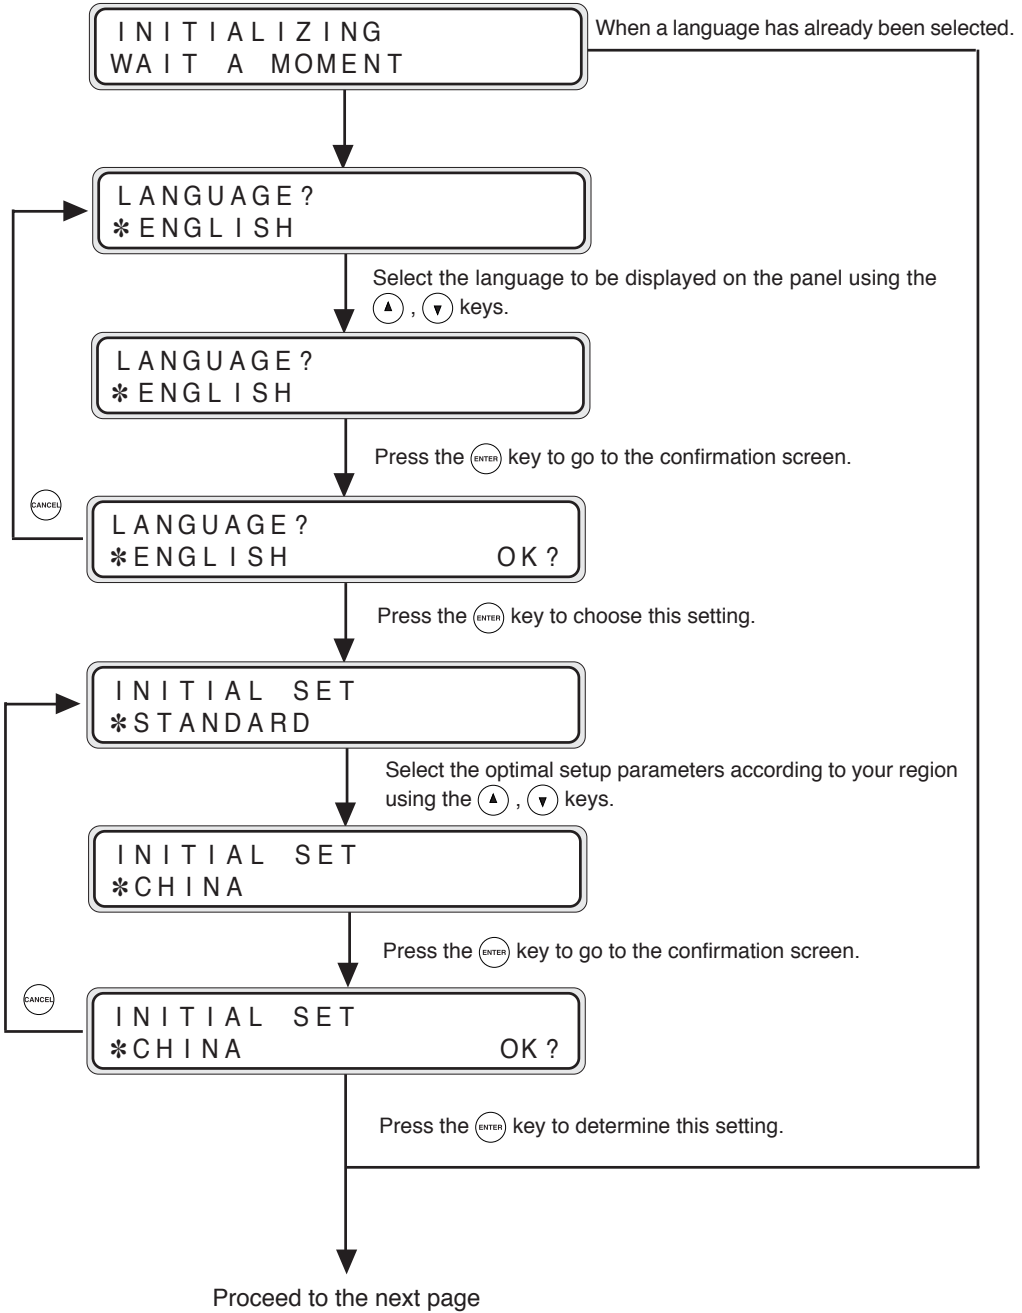 INITIALIZING
WAIT A MOMENT
When a language has already been selected.
LANGUAGE?
✻ENGLISH
Select the language to be displayed on the panel using the
▲ , ▼ keys.
LANGUAGE?
✻ENGLISH
Press the ENTER key to go to the confirmation screen.
CANCEL
LANGUAGE?
✻ENGLISH OK?
Press the ENTER key to choose this setting.
INITIAL SET
✻STANDARD
Select the optimal setup parameters according to your region
using the ▲ , ▼ keys.
INITIAL SET
✻CHINA
Press the ENTER key to go to the confirmation screen.
CANCEL
INITIAL SET
✻CHINA OK?
Press the ENTER key to determine this setting.
Proceed to the next page